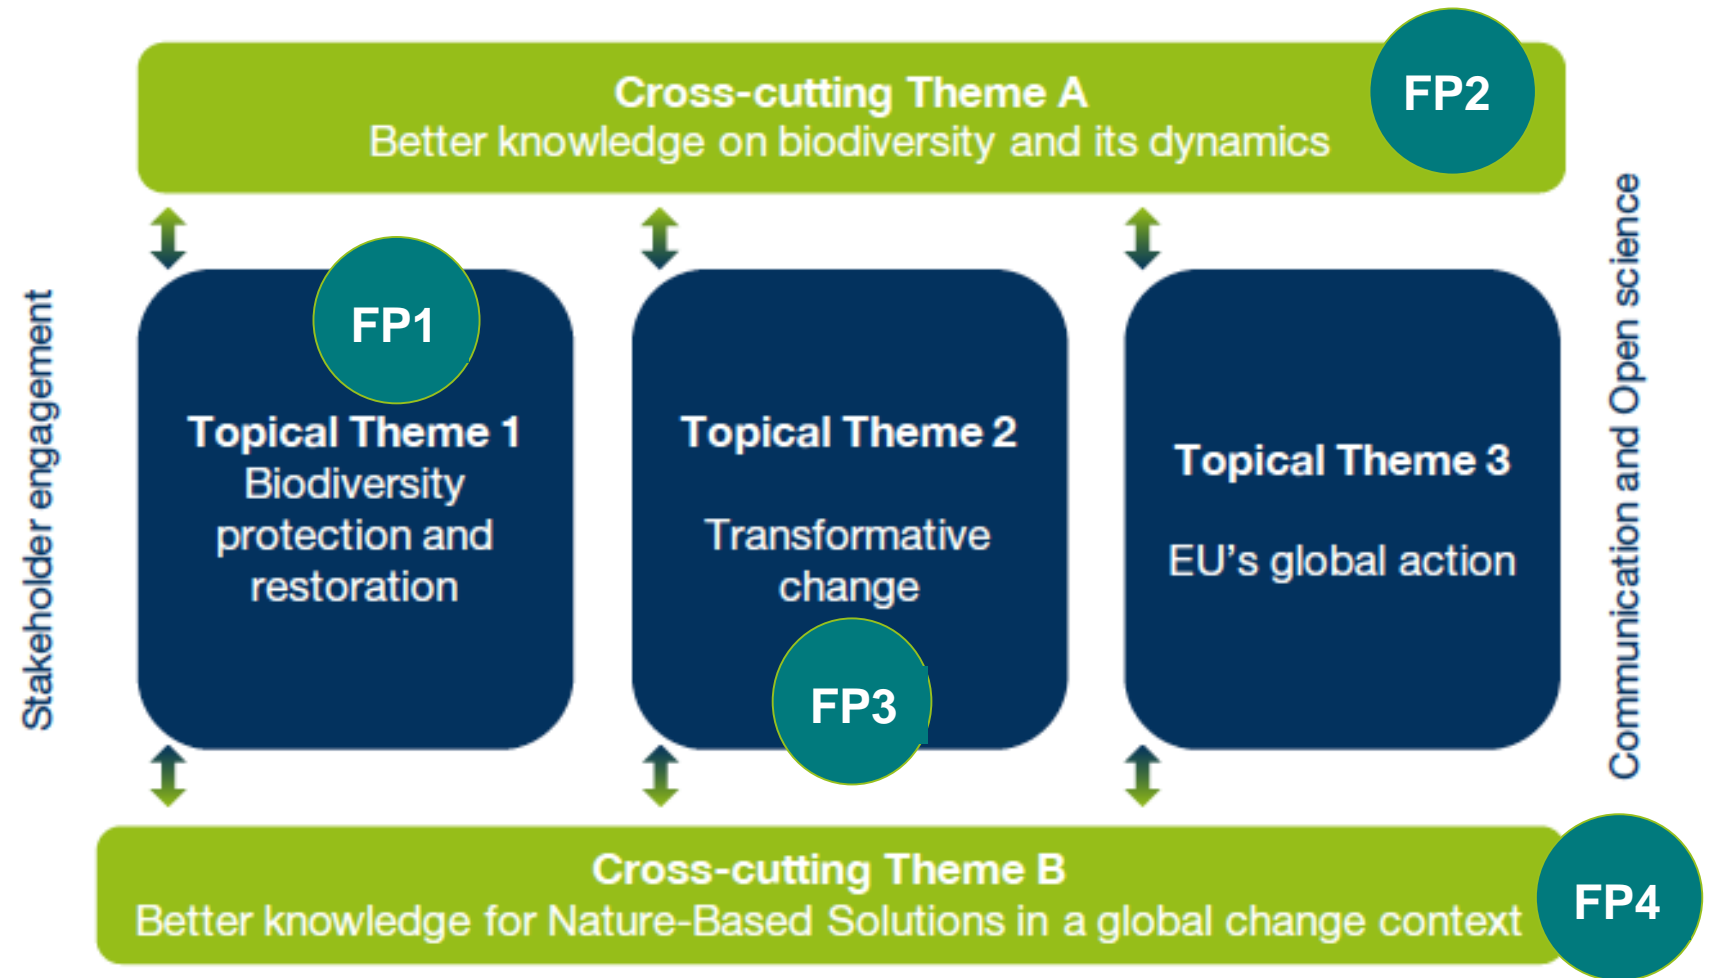 Cross-cutting Theme A
Better knowledge on biodiversity and its dynamics
FP2
Stakeholder engagement
FP1
Topical Theme 1
Biodiversity
protection and
restoration
Topical Theme 2
Transformative
change
FP3
Topical Theme 3
EU’s global action
Communication and Open science
Cross-cutting Theme B
Better knowledge for Nature-Based Solutions in a global change context
FP4